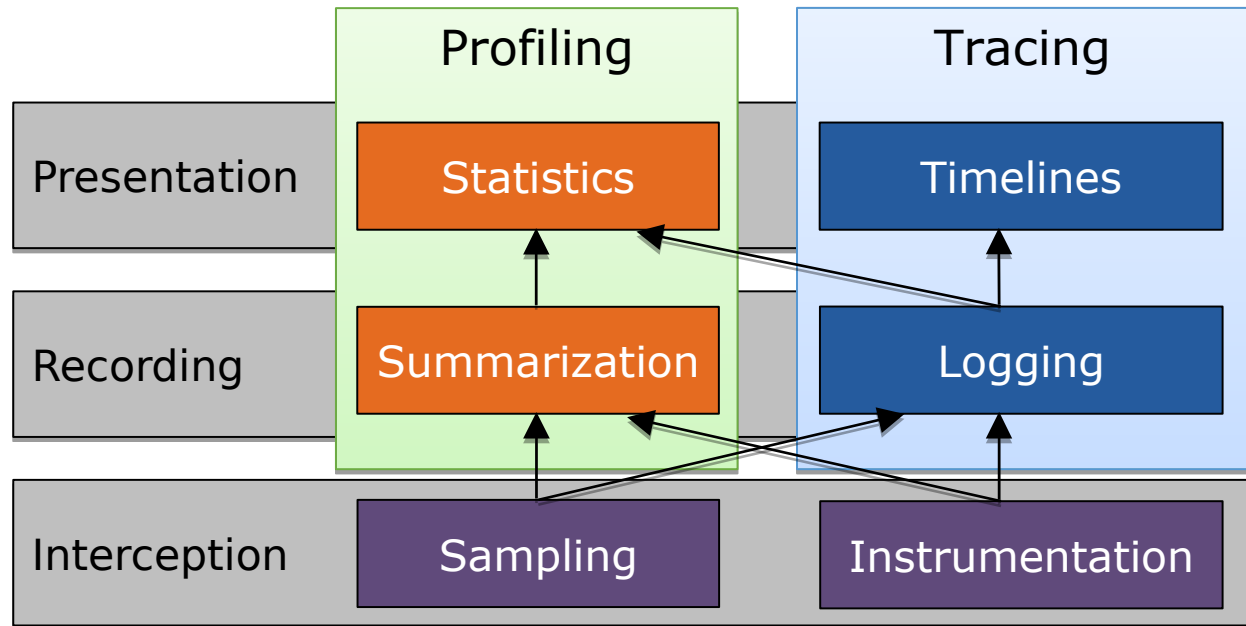 Profiling
Tracing
Presentation
Statistics
Timelines
Recording
Summarization
Logging
Interception
Sampling
Instrumentation